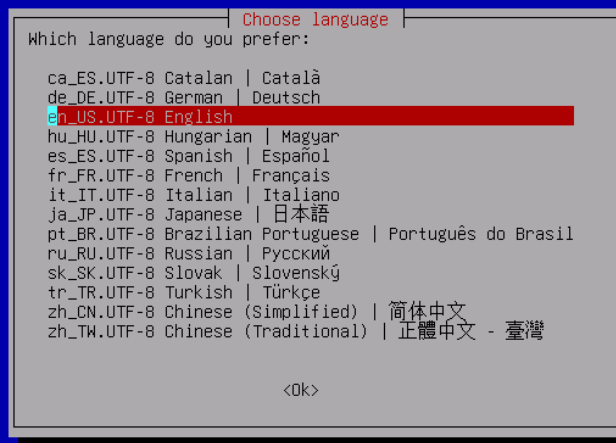 Choose language
Which language do you prefer:
ca_ES.UTF-8 Catalan | Català
de_DE.UTF-8 German | Deutsch
en_US.UTF-8 English
hu_HU.UTF-8 Hungarian | Magyar
es_ES.UTF-8 Spanish | Español
fr_FR.UTF-8 French | Français
it_IT.UTF-8 Italian | Italiano
ja_JP.UTF-8 Japanese | 日本語
pt_BR.UTF-8 Brazilian Portuguese | Português do Brasil
ru_RU.UTF-8 Russian | Русский
sk_SK.UTF-8 Slovak | Slovenský
tr_TR.UTF-8 Turkish | Türkçe
zh_CN.UTF-8 Chinese (Simplified) | 简体中文
zh_TW.UTF-8 Chinese (Traditional) | 正體中文 - 臺灣
<Ok>